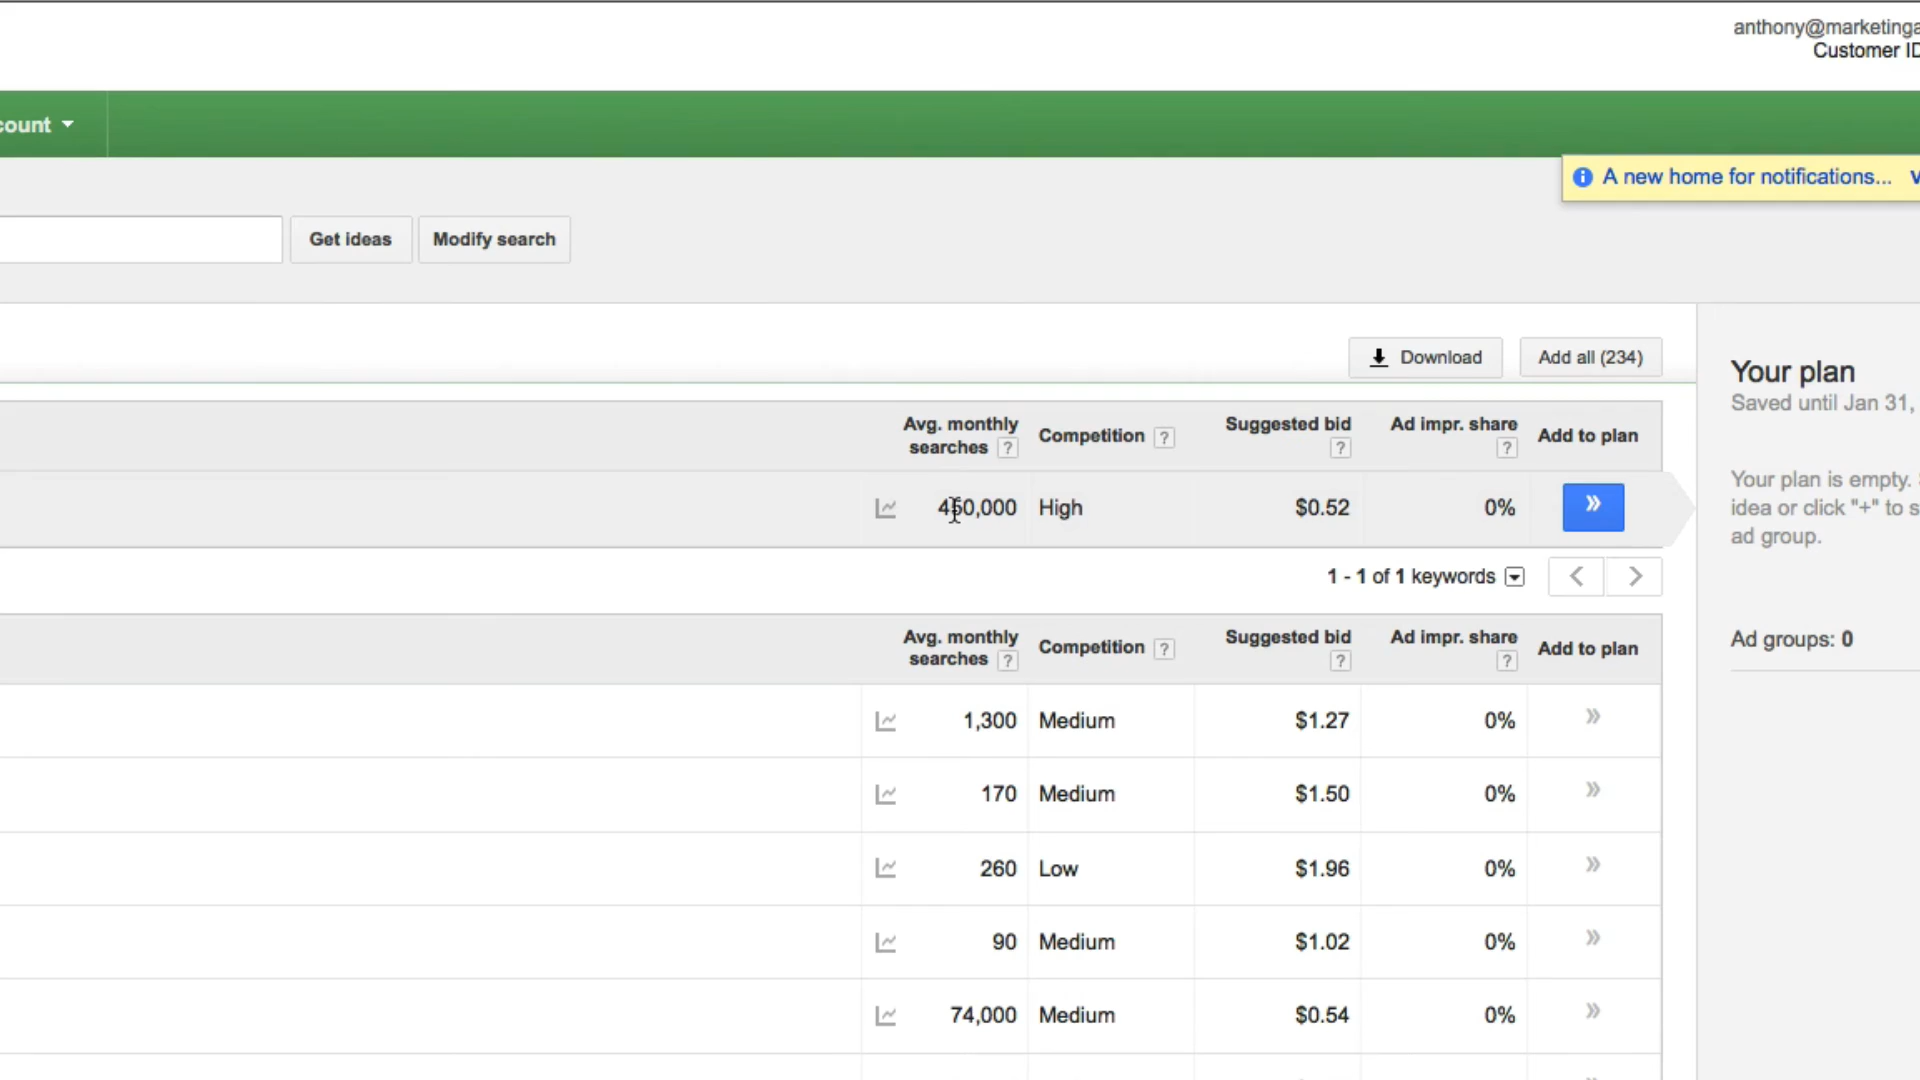 anthony@marketinga
Customer ID
count
A new home for notifications...
Get ideas
Modify search
Download
Add all (234)
Your plan
Saved until Jan 31,
Avg. monthly searches ? Competition ? Suggested bid ? Ad impr. share ? Add to plan
450,000 High $0.52 0% »
Your plan is empty.
idea or click "+" to s
ad group.
1 - 1 of 1 keywords
Avg. monthly searches ? Competition ? Suggested bid ? Ad impr. share ? Add to plan
Ad groups: 0
1,300 Medium $1.27 0% »
170 Medium $1.50 0% »
260 Low $1.96 0% »
90 Medium $1.02 0% »
74,000 Medium $0.54 0% »